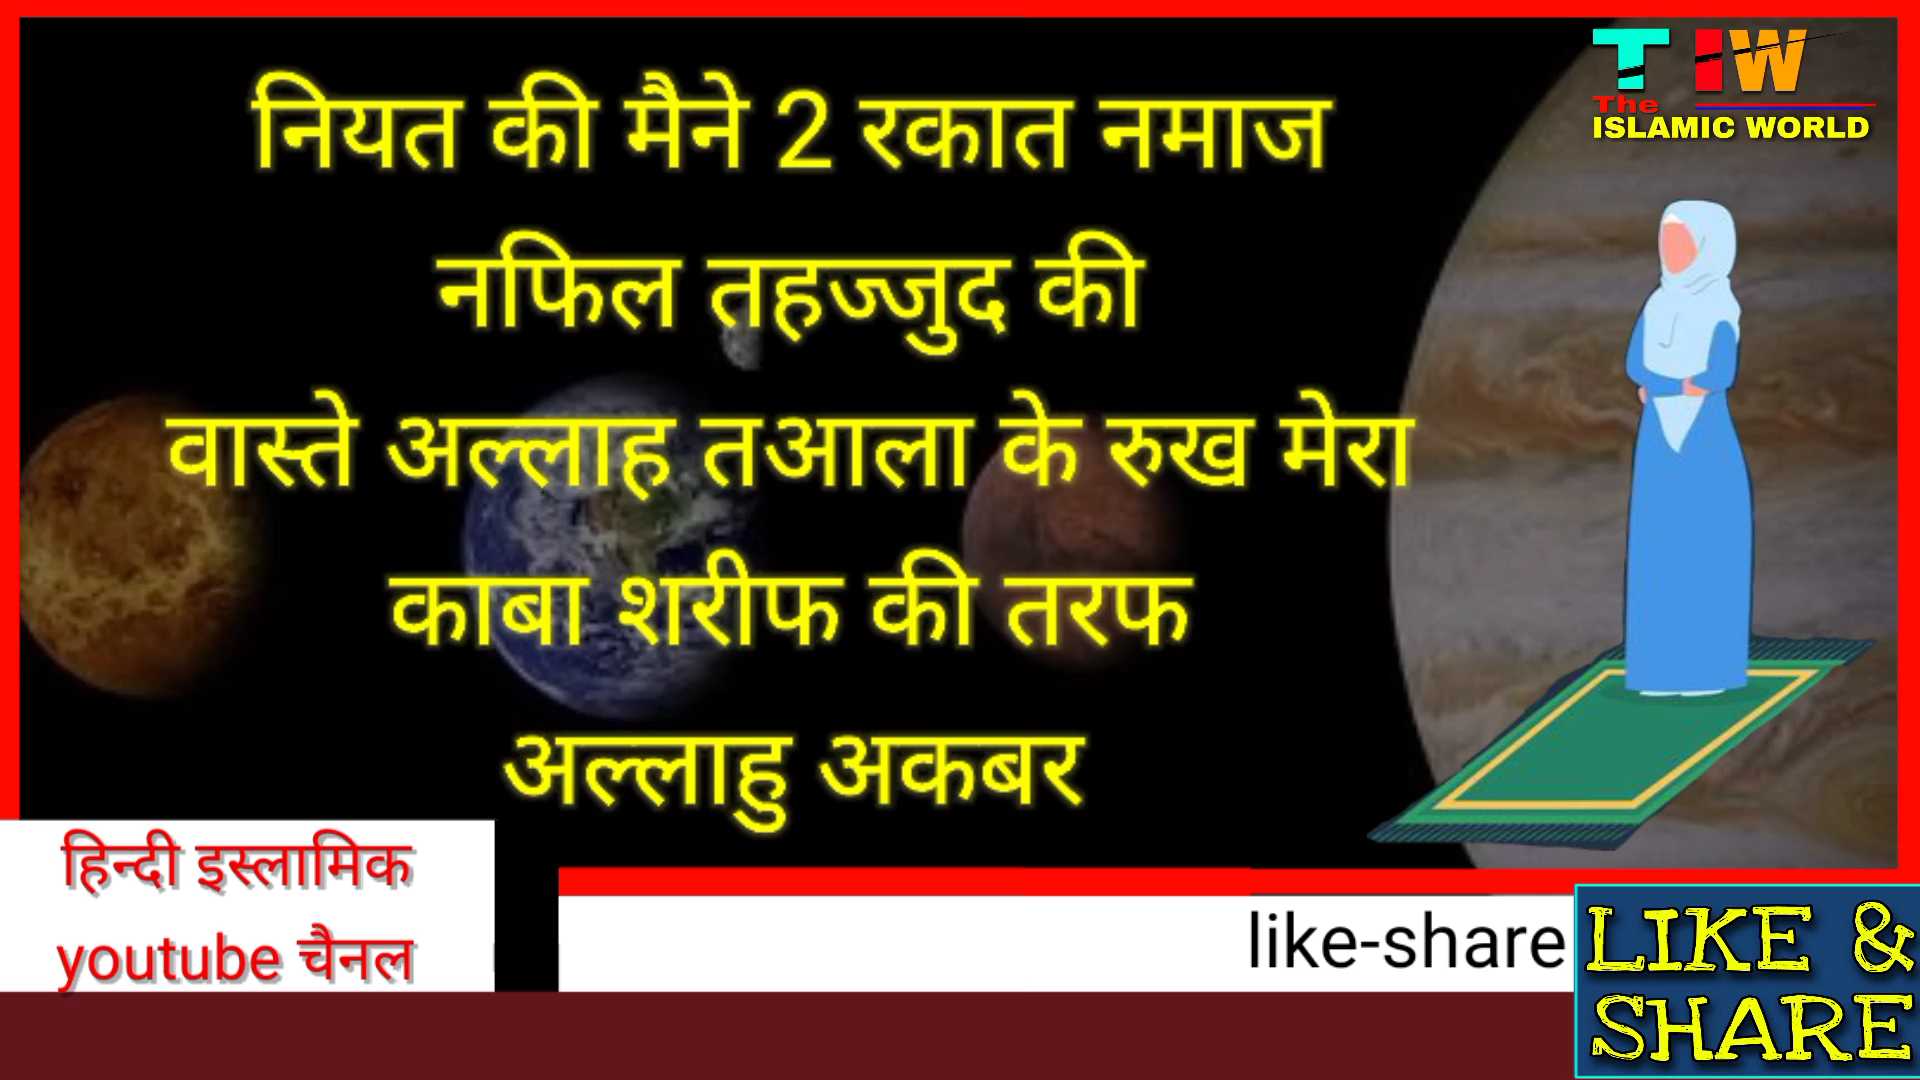 नियत की मैने 2 रकात नमाज
नफिल तहज्जुद की
वास्ते अल्लाह तआला के रुख मेरा
काबा शरीफ की तरफ
अल्लाहु अकबर
TIW
The
ISLAMIC WORLD
हिन्दी इस्लामिक
youtube चैनल
like-share
LIKE &
SHARE